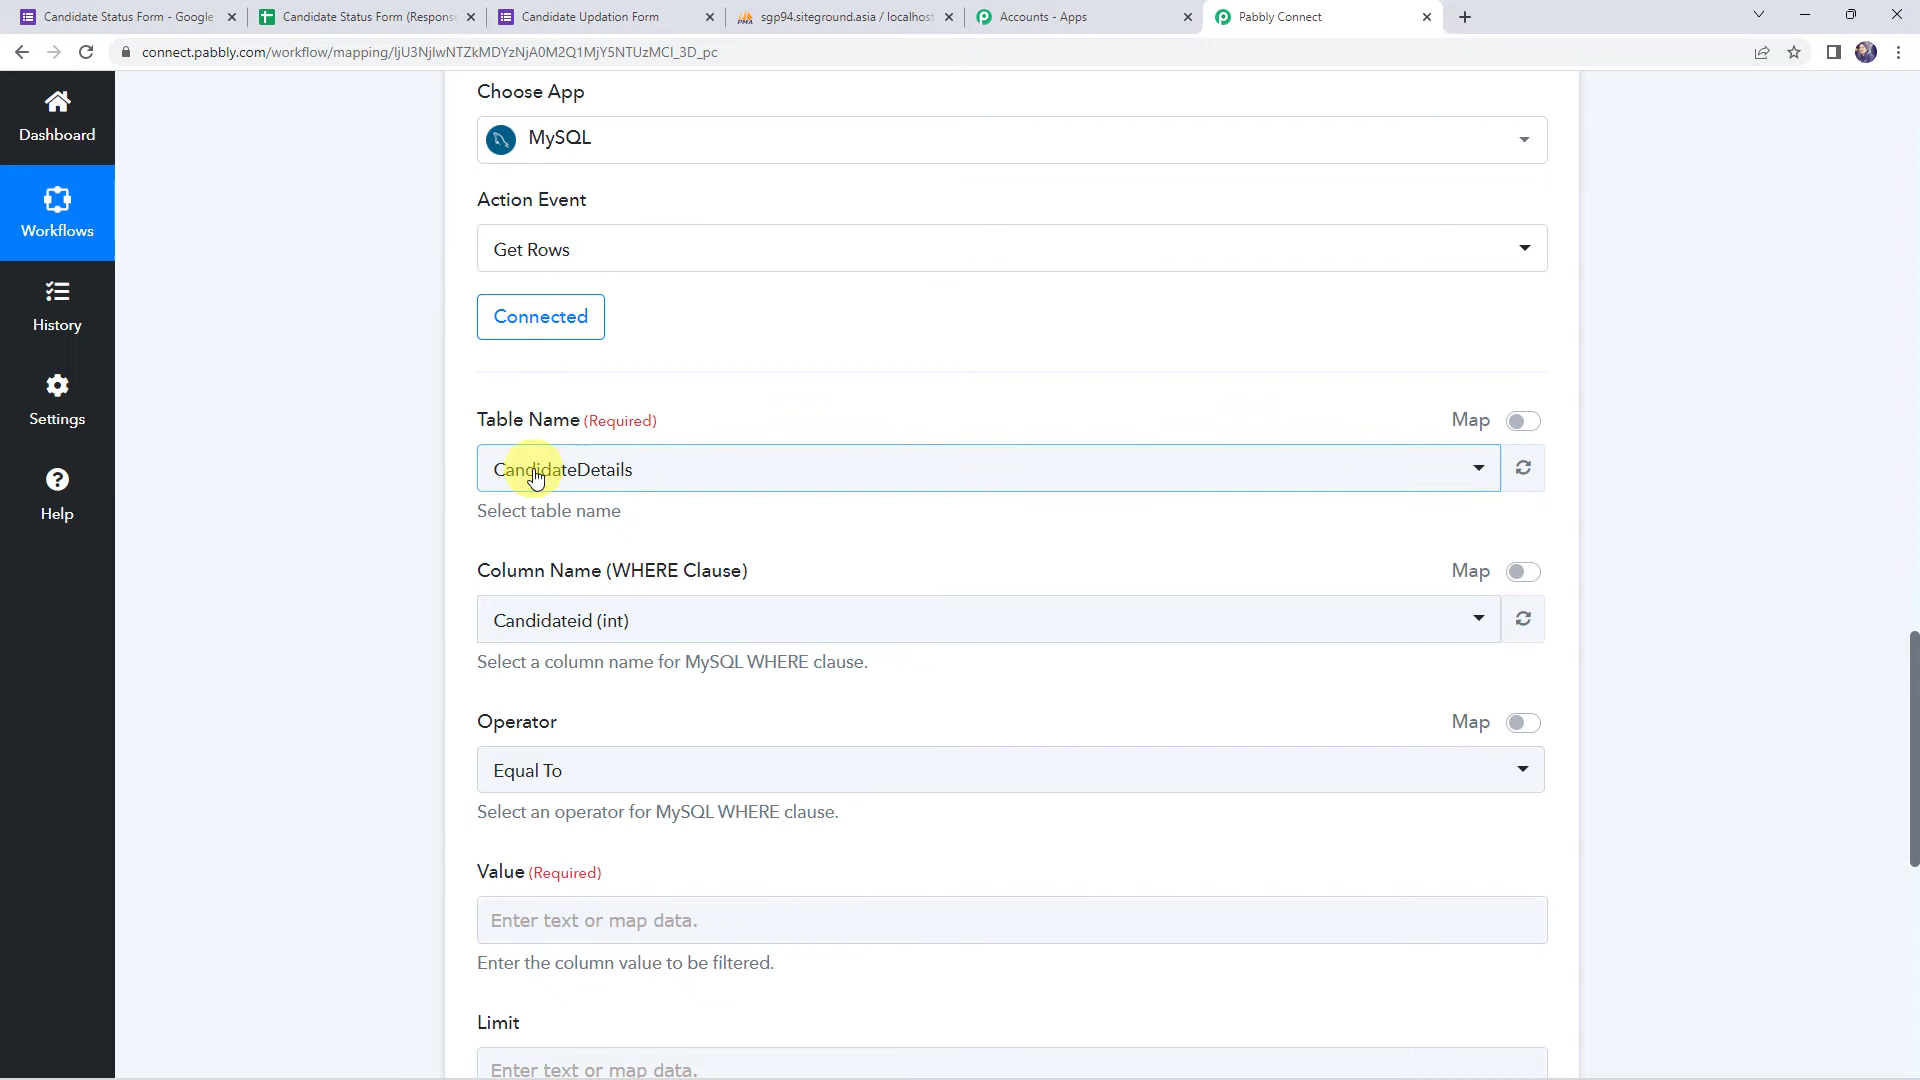 Candidate Status Form - Google
Candidate Status Form (Respons
Candidate Updation Form
sgp94.siteground.asia / localhost
Accounts - Apps
Pabbly Connect
connect.pabbly.com/workflow/mapping/
Dashboard
Workflows
History
Settings
Help
Choose App
MySQL
Action Event
Get Rows
Connected
Table Name (Required)
Map
CandidateDetails
Select table name
Column Name (WHERE Clause)
Map
Candidateid (int)
Select a column name for MySQL WHERE clause.
Operator
Map
Equal To
Select an operator for MySQL WHERE clause.
Value (Required)
Enter text or map data.
Enter the column value to be filtered.
Limit
Enter text or map data.